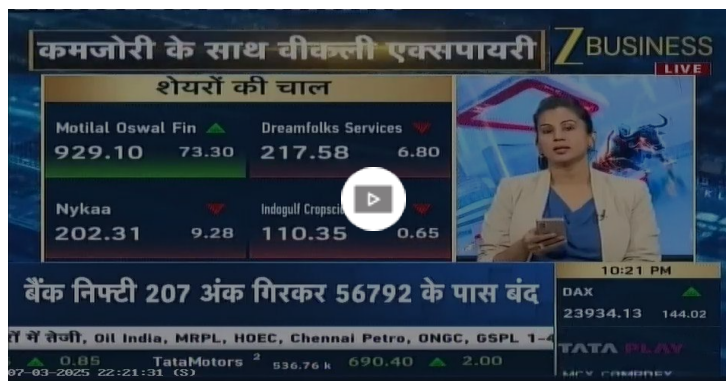 कमजोरी के साथ वीकली एक्सपायरी
Z BUSINESS
LIVE
शेयरों की चाल
Motilal Oswal Fin
929.10 73.30
Dreamfolks Services
217.58 6.80
Nykaa
202.31 9.28
Indogulf
110.35 0.65
बैंक निफ्टी 207 अंक गिरकर 56792 के पास बंद
10:21 PM
DAX
23934.13 144.02
में तेजी, Oil India, MRPL, HOEC, Chennai Petro, ONGC, GSPL
TATA PLAY
0.85 TataMotors 2 536.76 k 690.40 2.00
07-03-2025 22:21:31 (S)